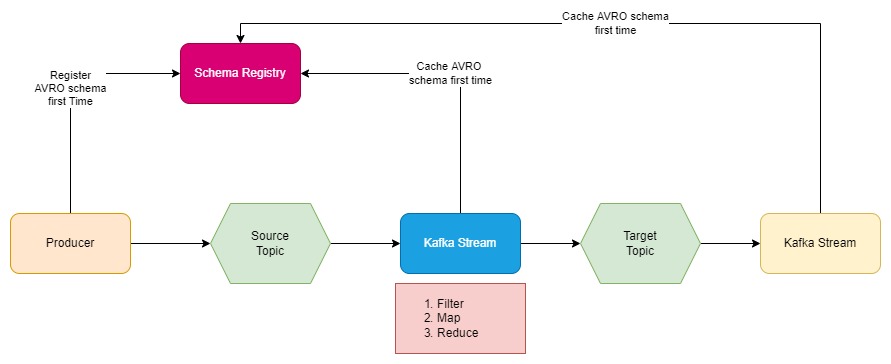 Cache AVRO schema
first time
Schema Registry
Register
AVRO schema
first Time
Cache AVRO
schema first time
Producer
Source
Topic
Kafka Stream
Target
Topic
Kafka Stream
1. Filter
2. Map
3. Reduce